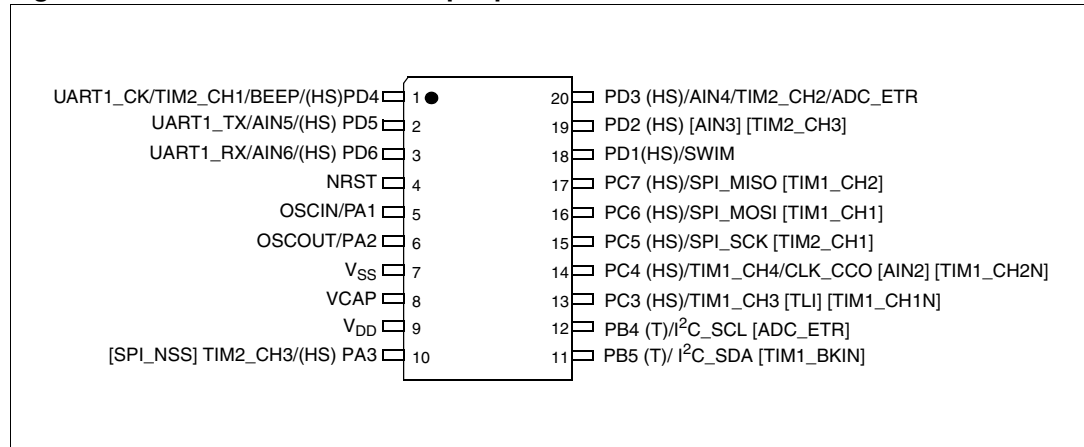 UART1_CK/TIM2_CH1/BEEP/(HS)PD4 1
UART1_TX/AIN5/(HS) PD5 2
UART1_RX/AIN6/(HS) PD6 3
NRST 4
OSCIN/PA1 5
OSCOUT/PA2 6
VSS 7
VCAP 8
VDD 9
[SPI_NSS] TIM2_CH3/(HS) PA3 10
20 PD3 (HS)/AIN4/TIM2_CH2/ADC_ETR
19 PD2 (HS) [AIN3] [TIM2_CH3]
18 PD1(HS)/SWIM
17 PC7 (HS)/SPI_MISO [TIM1_CH2]
16 PC6 (HS)/SPI_MOSI [TIM1_CH1]
15 PC5 (HS)/SPI_SCK [TIM2_CH1]
14 PC4 (HS)/TIM1_CH4/CLK_CCO [AIN2] [TIM1_CH2N]
13 PC3 (HS)/TIM1_CH3 [TLI] [TIM1_CH1N]
12 PB4 (T)/I2C_SCL [ADC_ETR]
11 PB5 (T)/ I2C_SDA [TIM1_BKIN]